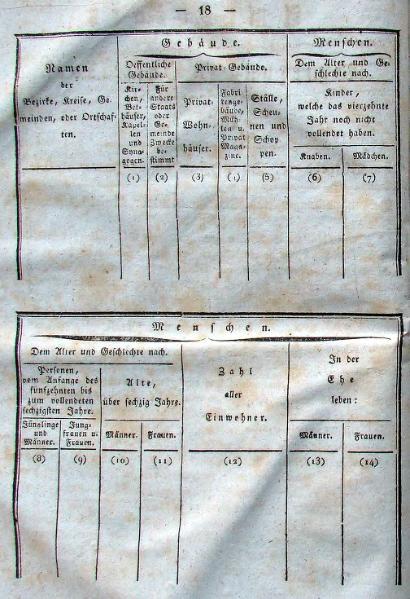 — 18 —
Gebäude.
Menschen.
Namen
der
Bezirke, Kreise, Ge-
meinden, oder Ortschaf-
ten.
Oeffentliche
Gebäude.
Kir-
chen, Bet-
häuser,
Kapel-
len
und
Syna-
gogen.
Für
andere
Staats
oder
Ge-
meinde
Zwecke
be-
stimmt
Privat-Gebäude.
Privat-
Wohn-
häuser.
Fabri-
kenge-
bäude,
Müh-
len u.
Privat
Maga-
zine.
Ställe,
Scheu-
nen und
Schop-
pen.
Dem Alter und Ge-
schlechte nach.
Kinder,
welche das vierzehnte
Jahr noch nicht
vollendet haben.
Knaben.
Mädchen.
(1)
(2)
(3)
(4)
(5)
(6)
(7)
Menschen.
Dem Alter und Geschlechte nach.
Personen,
vom Anfange des
fünfzehnten bis
zum vollendeten
sechzigsten Jahre.
Jünglinge
und
Männer.
Jung-
frauen u.
Frauen.
Alte,
über sechzig Jahre.
Männer.
Frauen.
Zahl
aller
Einwohner.
In der
Ehe
leben:
Männer.
Frauen.
(8)
(9)
(10)
(11)
(12)
(13)
(14)